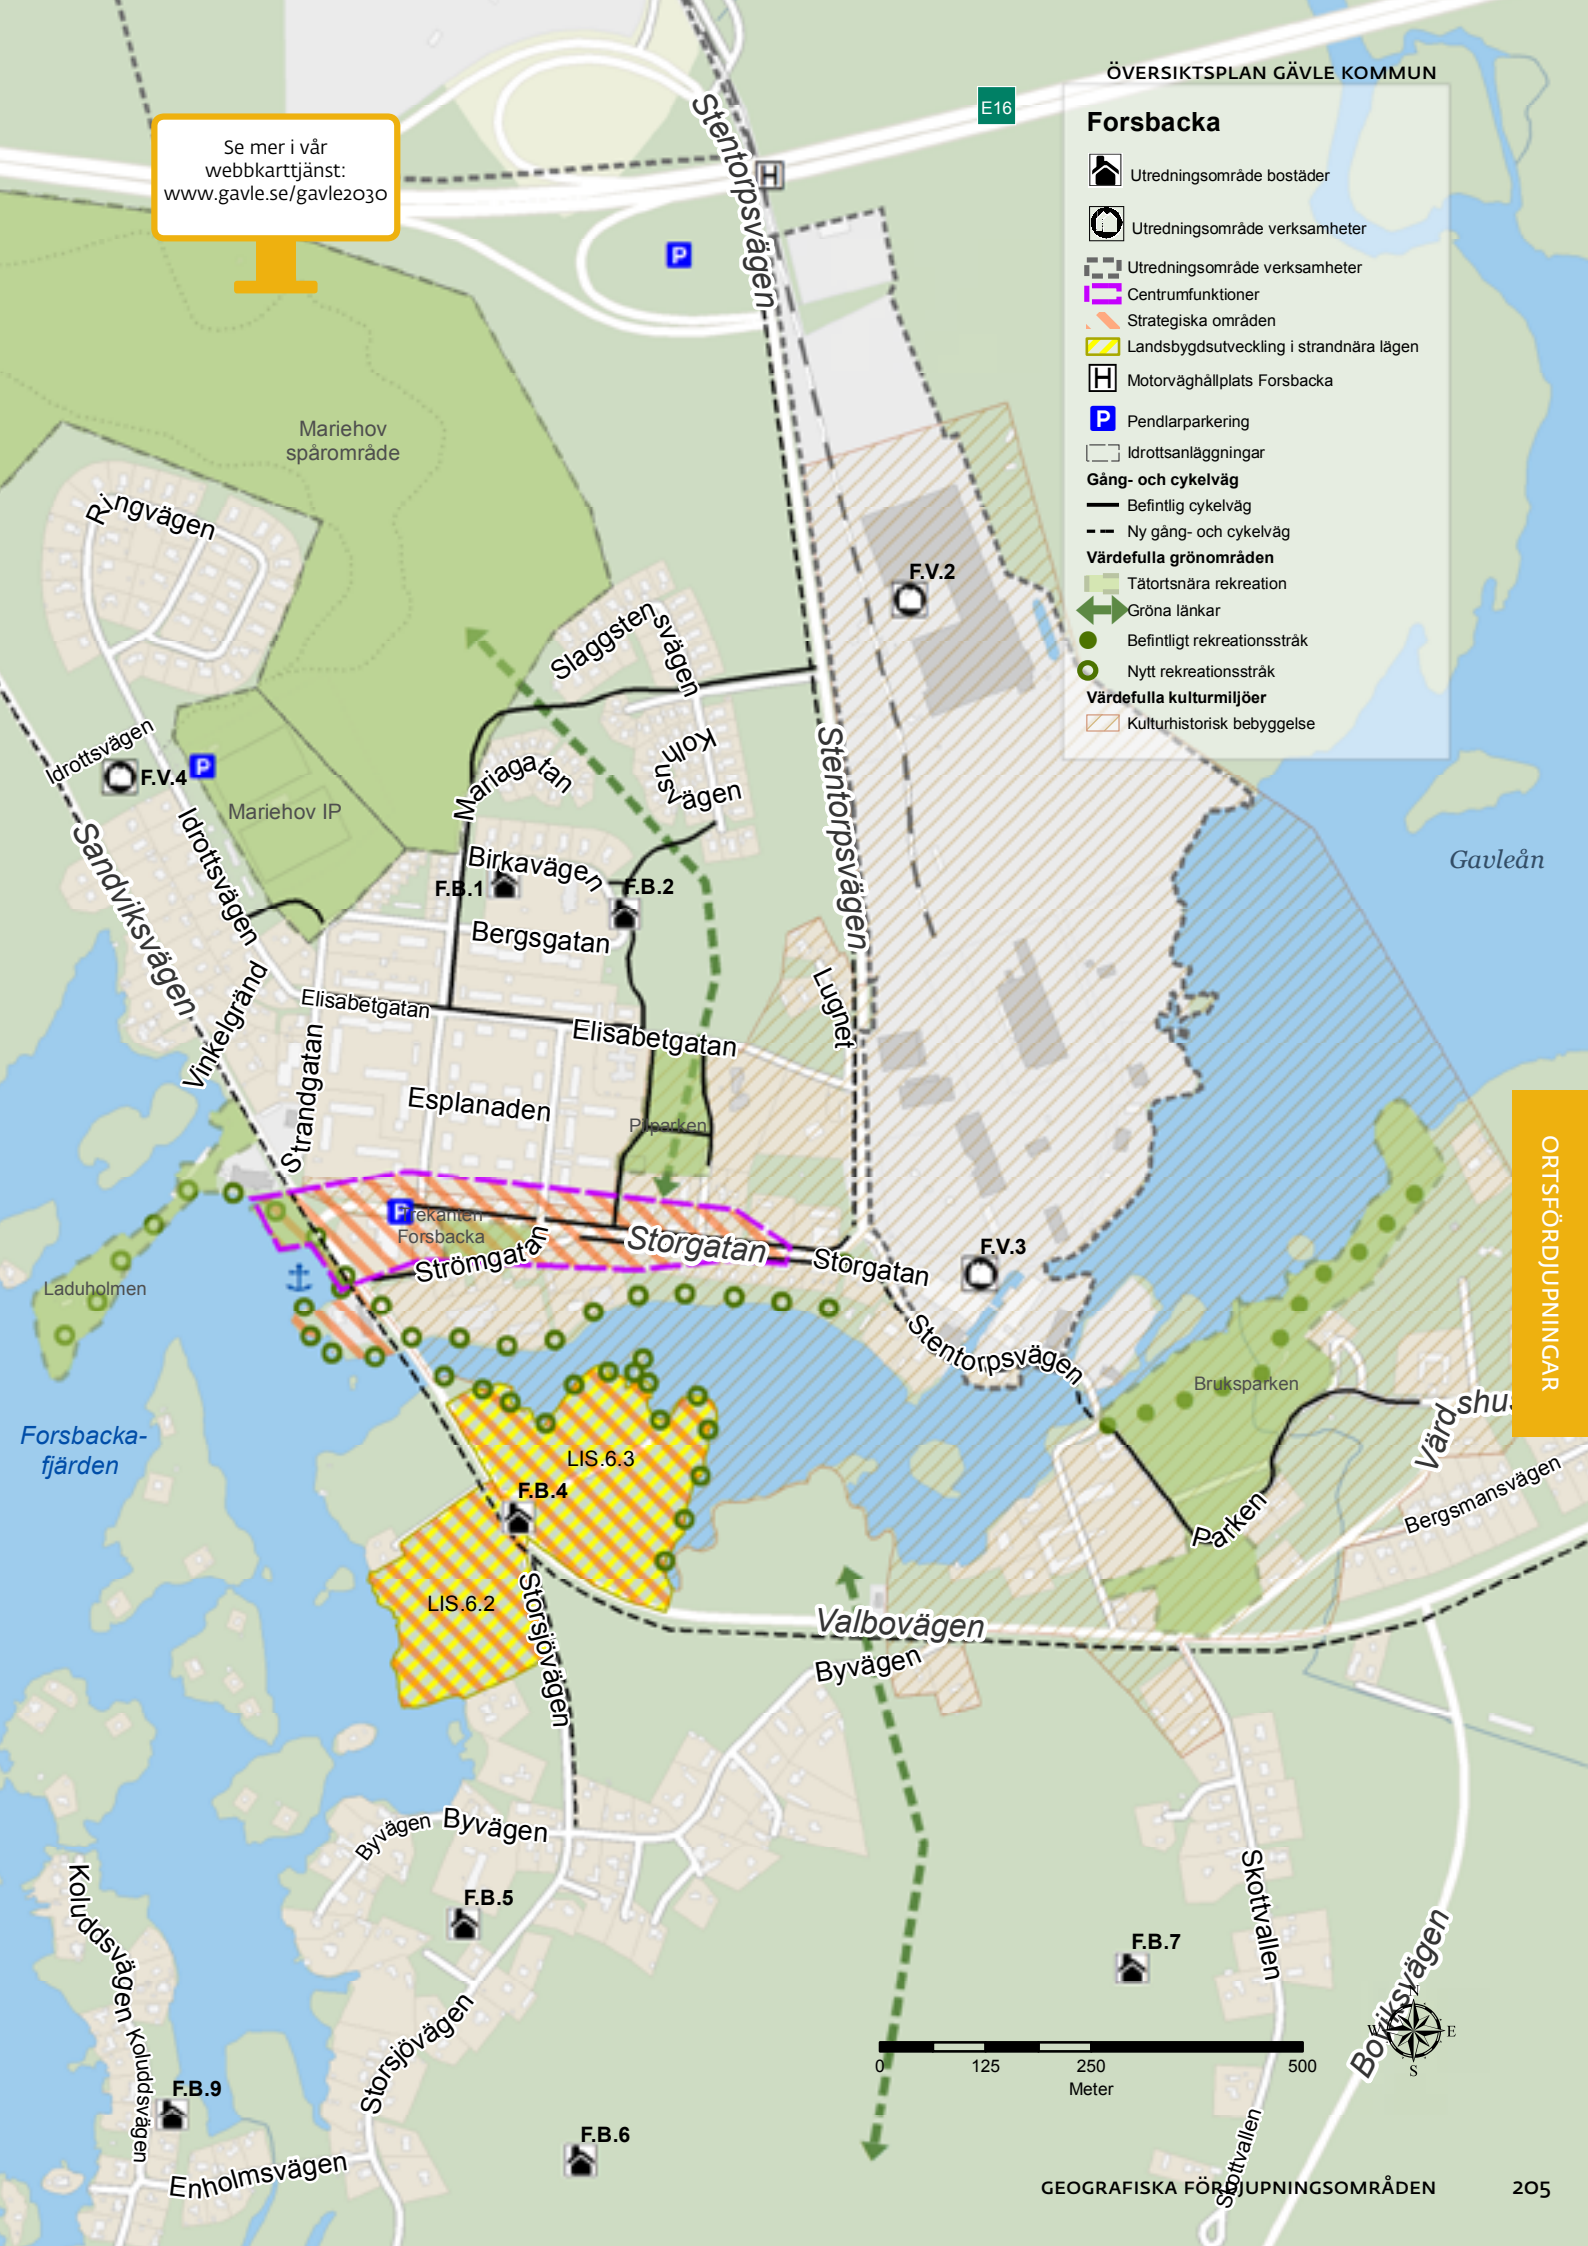 ÖVERSIKTSPLAN GÄVLE KOMMUN
E16
Se mer i vår
webbkarttjänst:
www.gavle.se/gavle2030
Forsbacka
Utredningsområde bostäder
Utredningsområde verksamheter
Utredningsområde verksamheter
Centrumfunktioner
Strategiska områden
Landsbygdsutveckling i strandnära lägen
H Motorväghållplats Forsbacka
P Pendlarparkering
Idrottsanläggningar
Gång- och cykelväg
Befintlig cykelväg
Ny gång- och cykelväg
Värdefulla grönområden
Tätortsnära rekreation
Gröna länkar
Befintligt rekreationsstråk
Nytt rekreationsstråk
Värdefulla kulturmiljöer
Kulturhistorisk bebyggelse
Stentorpsvägen
H
P
Mariehov
spårområde
Ringvägen
F.V.2
Slaggstensvägen
Kolhusvägen
Idrottsvägen
F.V.4
P
Mariehov IP
Mariagatan
Stentorpsvägen
Sandviksvägen
Idrottsvägen
Birkavägen
F.B.1
F.B.2
Bergsgatan
Gavleån
Vinkelgränd
Elisabetgatan
Elisabetgatan
Lugnet
Strandgatan
Esplanaden
Pilparken
P
Trekanten
Forsbacka
Storgatan
Strömgatan
Storgatan
F.V.3
Laduholmen
Stentorpsvägen
Bruksparken
Värdshus
ORTSFÖRDJUPNINGAR
Forsbacka-
fjärden
LIS.6.3
F.B.4
Parken
Bergsmansvägen
LIS.6.2
Storsjövägen
Valbovägen
Byvägen
Byvägen
Byvägen
Koluddsvägen
F.B.5
Skottvallen
F.B.7
Boviksvägen
Storsjövägen
Koluddsvägen
N
W
E
S
0
125
250
500
Meter
F.B.9
F.B.6
Enholmsvägen
Skottvallen
GEOGRAFISKA FÖRDJUPNINGSOMRÅDEN
205